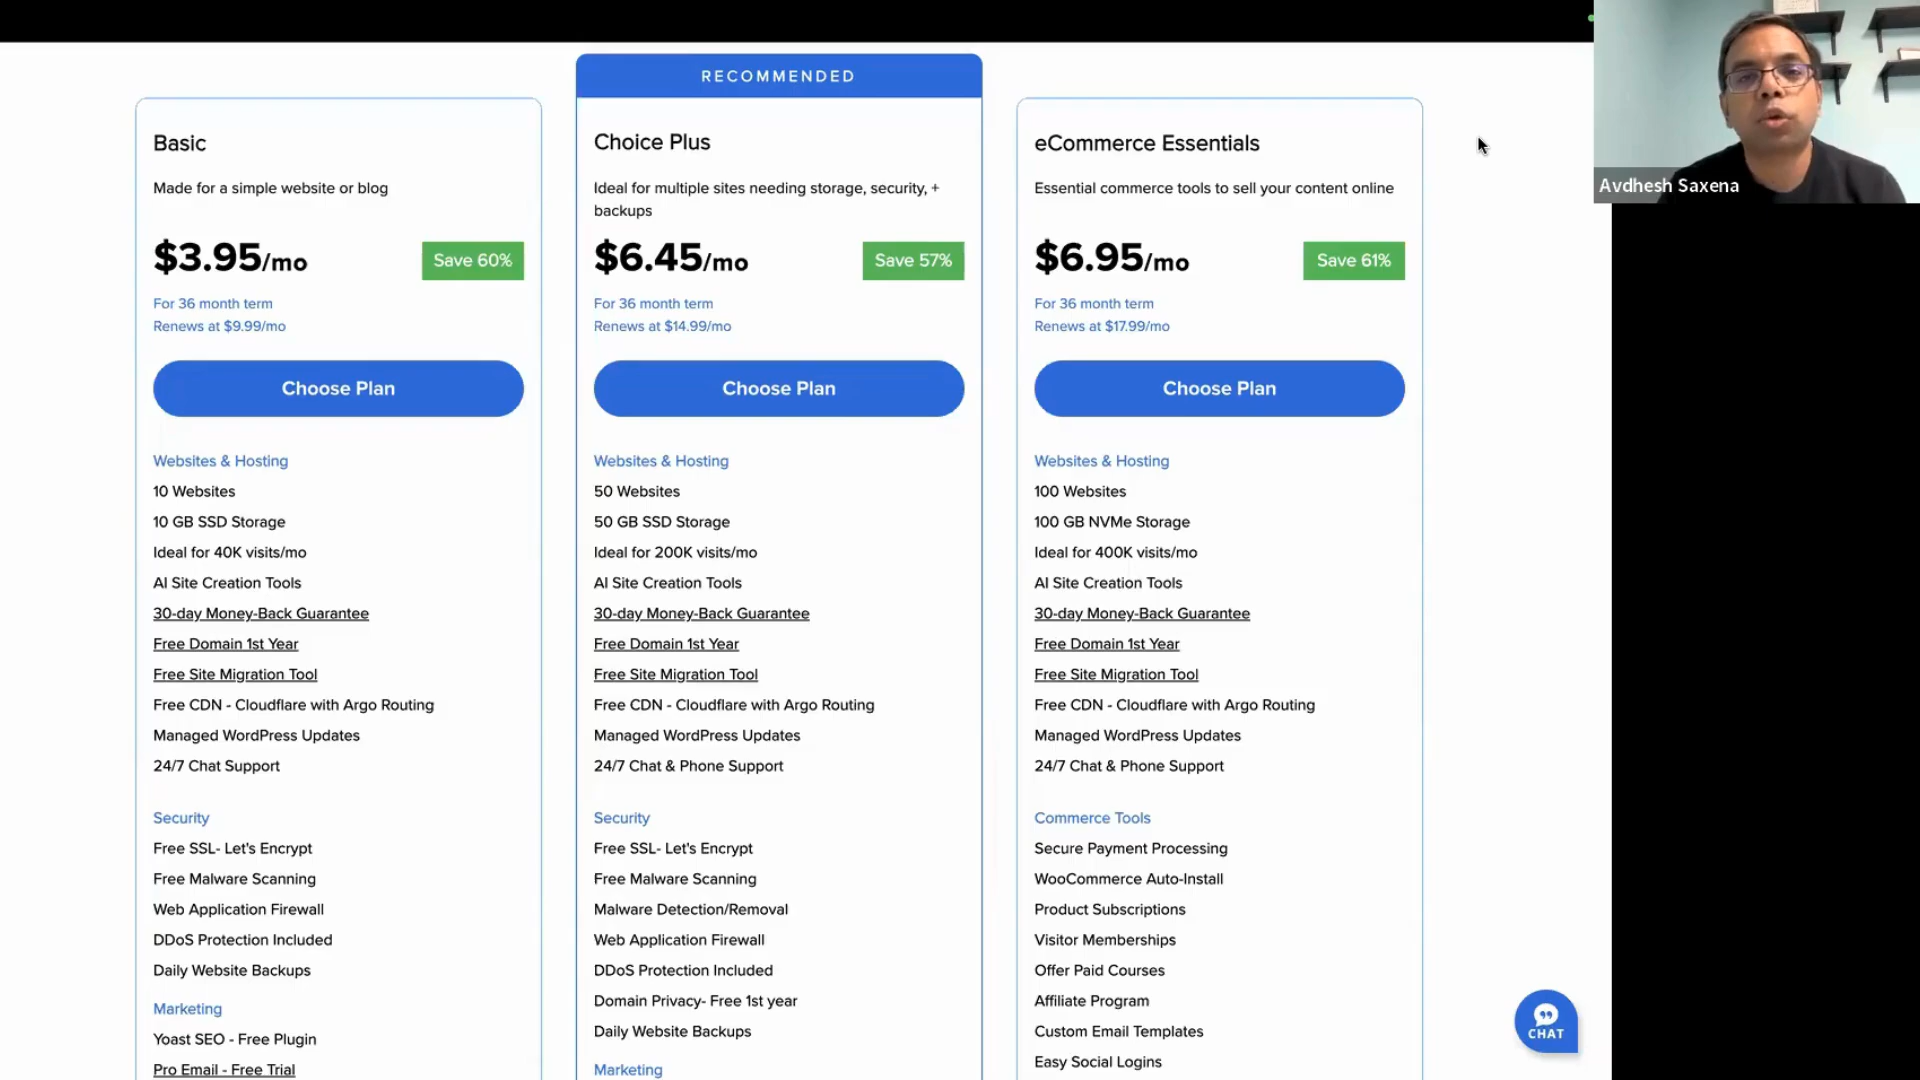 RECOMMENDED
Basic
Made for a simple website or blog
$3.95/mo
Save 60%
For 36 month term
Renews at $9.99/mo
Choose Plan
Websites & Hosting
10 Websites
10 GB SSD Storage
Ideal for 40K visits/mo
AI Site Creation Tools
30-day Money-Back Guarantee
Free Domain 1st Year
Free Site Migration Tool
Free CDN - Cloudflare with Argo Routing
Managed WordPress Updates
24/7 Chat Support
Security
Free SSL- Let's Encrypt
Free Malware Scanning
Web Application Firewall
DDoS Protection Included
Daily Website Backups
Marketing
Yoast SEO - Free Plugin
Pro Email - Free Trial
Choice Plus
Ideal for multiple sites needing storage, security, +
backups
$6.45/mo
Save 57%
For 36 month term
Renews at $14.99/mo
Choose Plan
Websites & Hosting
50 Websites
50 GB SSD Storage
Ideal for 200K visits/mo
AI Site Creation Tools
30-day Money-Back Guarantee
Free Domain 1st Year
Free Site Migration Tool
Free CDN - Cloudflare with Argo Routing
Managed WordPress Updates
24/7 Chat & Phone Support
Security
Free SSL- Let's Encrypt
Free Malware Scanning
Malware Detection/Removal
Web Application Firewall
DDoS Protection Included
Domain Privacy- Free 1st year
Daily Website Backups
Marketing
eCommerce Essentials
Essential commerce tools to sell your content online
$6.95/mo
Save 61%
For 36 month term
Renews at $17.99/mo
Choose Plan
Websites & Hosting
100 Websites
100 GB NVMe Storage
Ideal for 400K visits/mo
AI Site Creation Tools
30-day Money-Back Guarantee
Free Domain 1st Year
Free Site Migration Tool
Free CDN - Cloudflare with Argo Routing
Managed WordPress Updates
24/7 Chat & Phone Support
Commerce Tools
Secure Payment Processing
WooCommerce Auto-Install
Product Subscriptions
Visitor Memberships
Offer Paid Courses
Affiliate Program
Custom Email Templates
Easy Social Logins
Avdhesh Saxena
CHAT